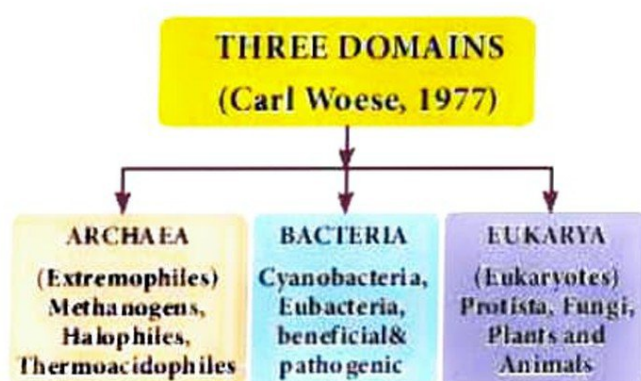 THREE DOMAINS
(Carl Woese, 1977)
ARCHAEA
(Extremophiles)
Methanogens,
Halophiles,
Thermoacidophiles
BACTERIA
Cyanobacteria,
Eubacteria,
beneficial&
pathogenic
EUKARYA
(Eukaryotes)
Protista, Fungi,
Plants and
Animals